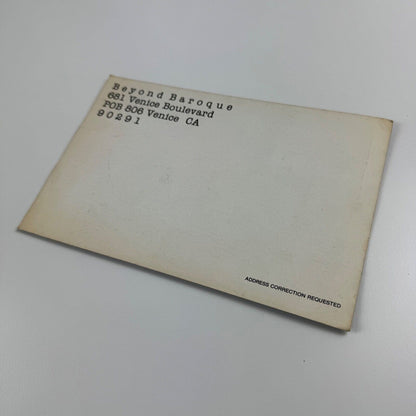 Beyond Baroque
681 Venice Boulevard
POB 806 Venice CA
90291
ADDRESS CORRECTION REQUESTED